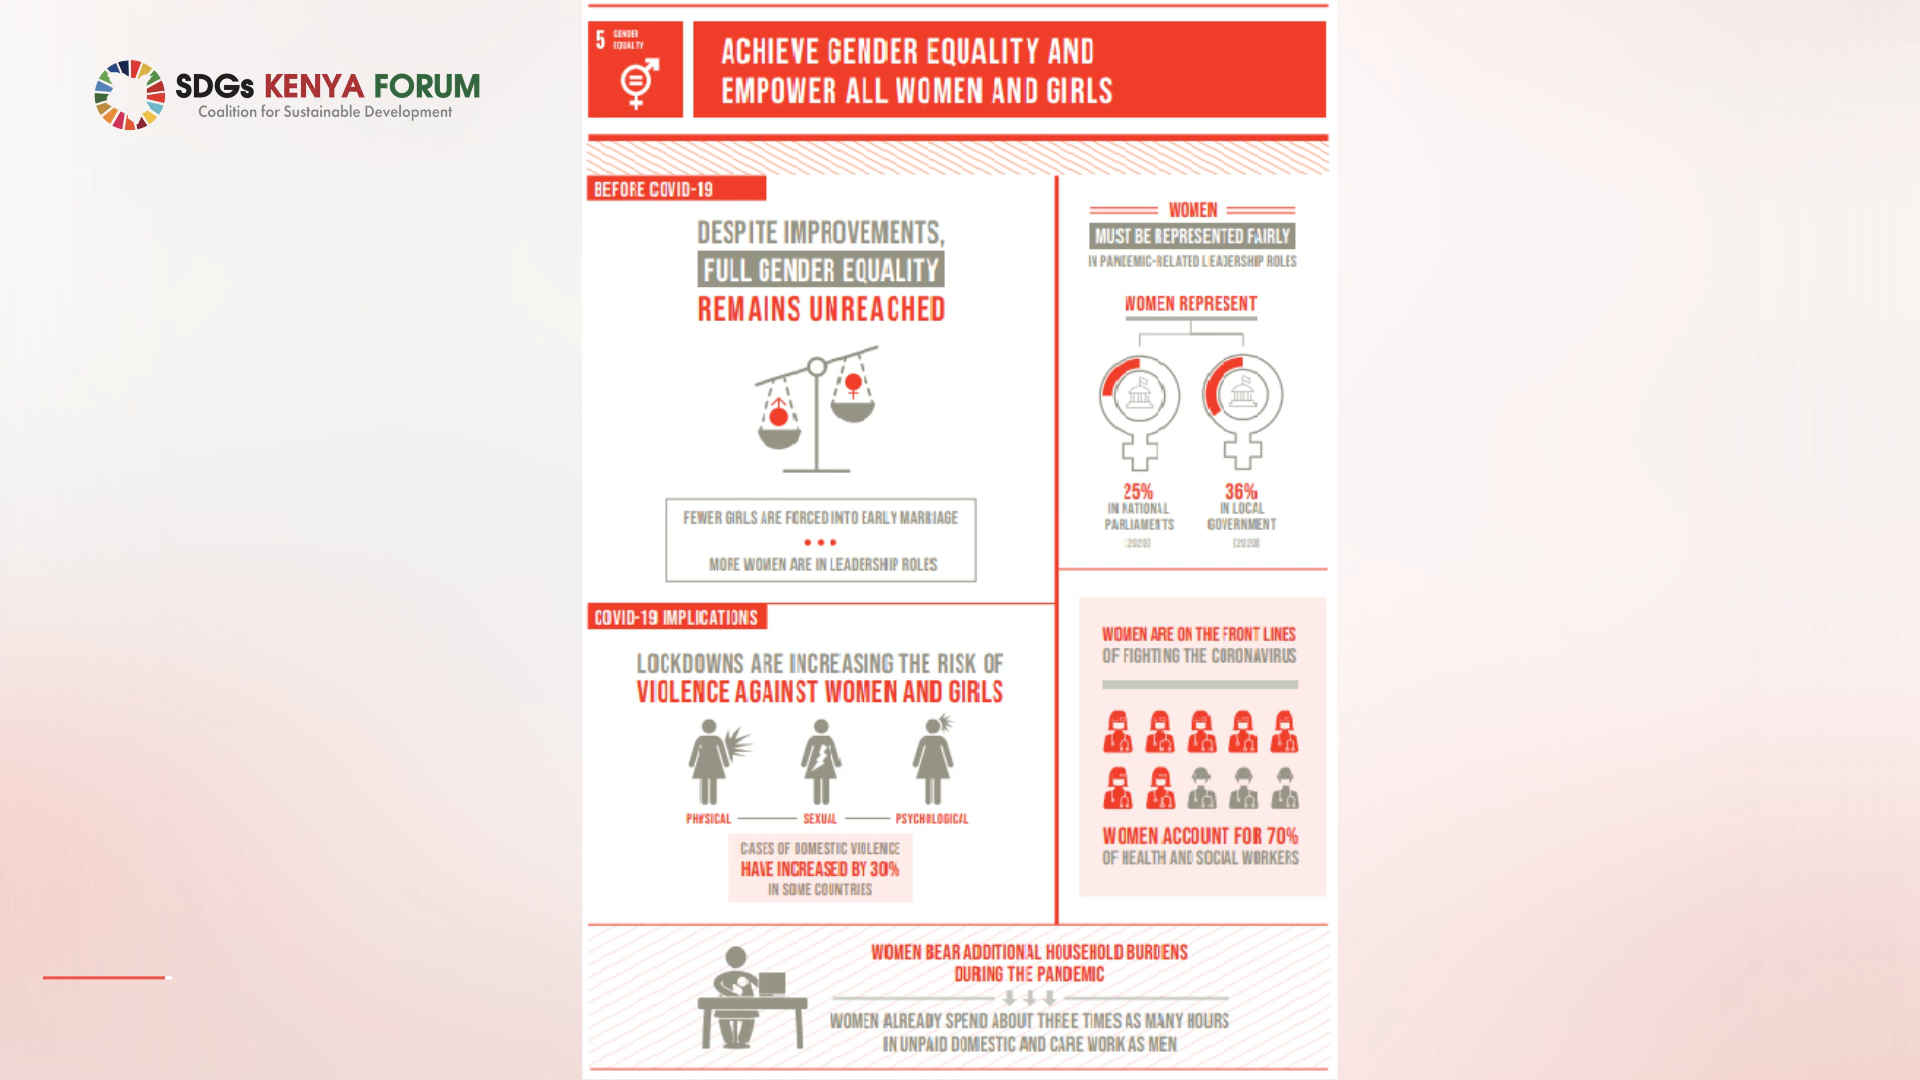 SDGs KENYA FORUM
Coalition for Sustainable Development
5 GENDER
EQUALITY
ACHIEVE GENDER EQUALITY AND
EMPOWER ALL WOMEN AND GIRLS
BEFORE COVID-19
DESPITE IMPROVEMENTS,
FULL GENDER EQUALITY
REMAINS UNREACHED
FEWER GIRLS ARE FORCED INTO EARLY MARRIAGE
MORE WOMEN ARE IN LEADERSHIP ROLES
WOMEN
MUST BE REPRESENTED FAIRLY
IN PANDEMIC-RELATED LEADERSHIP ROLES
WOMEN REPRESENT
25%
IN NATIONAL
PARLIAMENTS
(2020)
36%
IN LOCAL
GOVERNMENT
(2020)
COVID-19 IMPLICATIONS
LOCKDOWNS ARE INCREASING THE RISK OF
VIOLENCE AGAINST WOMEN AND GIRLS
PHYSICAL SEXUAL PSYCHOLOGICAL
CASES OF DOMESTIC VIOLENCE
HAVE INCREASED BY 30%
IN SOME COUNTRIES
WOMEN ARE ON THE FRONT LINES
OF FIGHTING THE CORONAVIRUS
WOMEN ACCOUNT FOR 70%
OF HEALTH AND SOCIAL WORKERS
WOMEN BEAR ADDITIONAL HOUSEHOLD BURDENS
DURING THE PANDEMIC
WOMEN ALREADY SPEND ABOUT THREE TIMES AS MANY HOURS
IN UNPAID DOMESTIC AND CARE WORK AS MEN